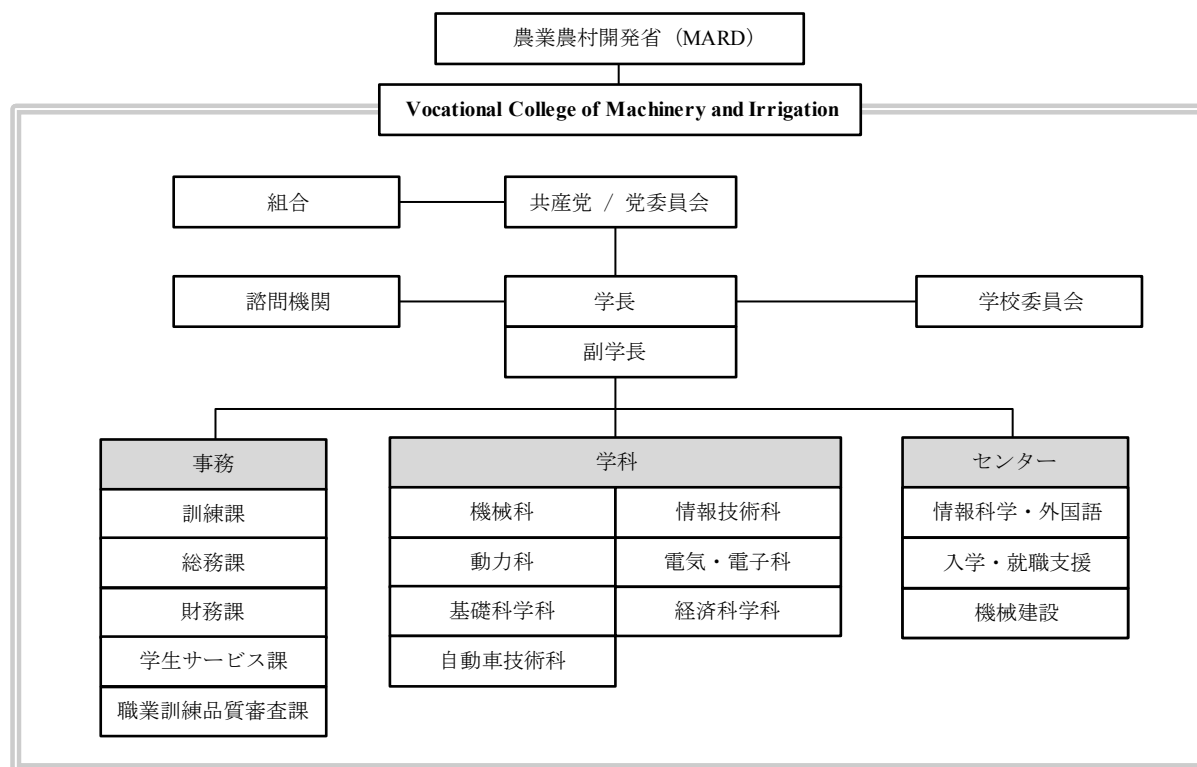 農業農村開発省（MARD）
Vocational College of Machinery and Irrigation
組合
共産党 / 党委員会
諮問機関
学長
学校委員会
副学長
事務
学科
センター
訓練課
機械科
情報技術科
情報科学・外国語
総務課
動力科
電気・電子科
入学・就職支援
財務課
基礎科学科
経済科学科
機械建設
学生サービス課
自動車技術科
職業訓練品質審査課